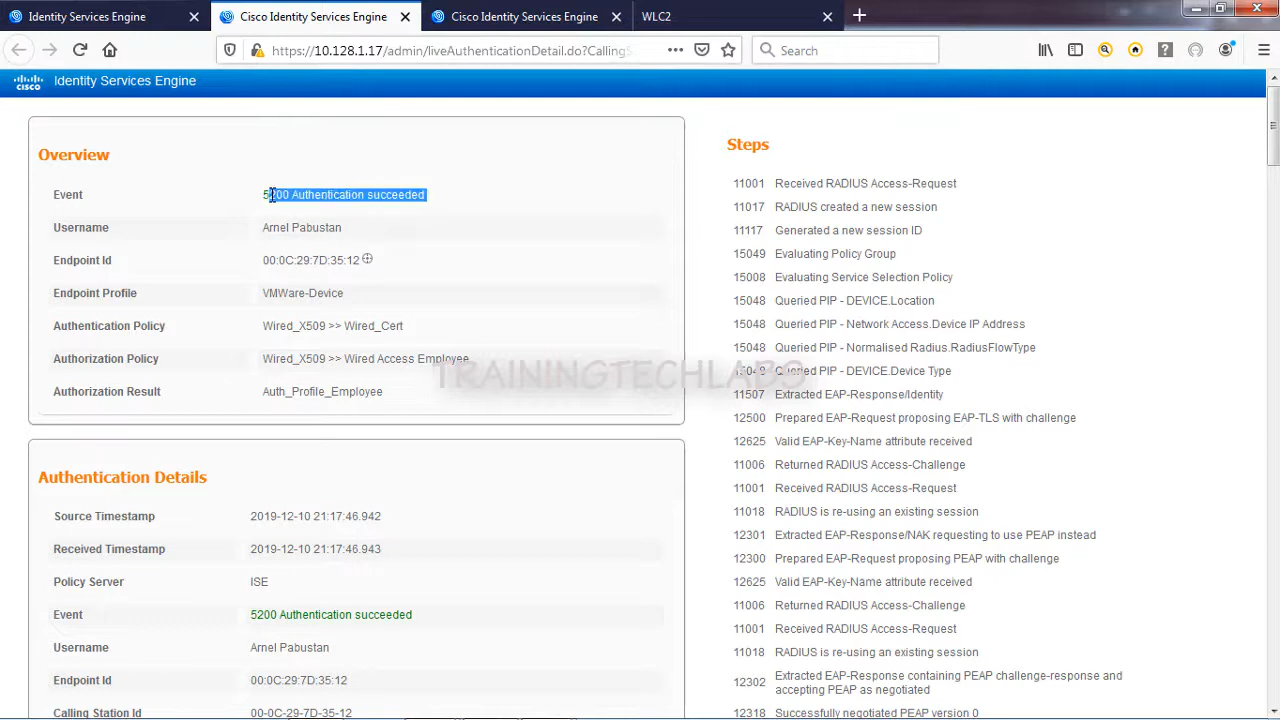 Identity Services Engine
Cisco Identity Services Engine
Cisco Identity Services Engine
WLC2
https://10.128.1.17/admin/liveAuthenticationDetail.do?Calling
Search
cisco Identity Services Engine
Overview
Event 5200 Authentication succeeded
Username Arnel Pabustan
Endpoint Id 00:0C:29:7D:35:12
Endpoint Profile VMWare-Device
Authentication Policy Wired_X509 >> Wired_Cert
Authorization Policy Wired_X509 >> Wired Access Employee
Authorization Result Auth_Profile_Employee
TRAININGTECHLABS
Authentication Details
Source Timestamp 2019-12-10 21:17:46.942
Received Timestamp 2019-12-10 21:17:46.943
Policy Server ISE
Event 5200 Authentication succeeded
Username Arnel Pabustan
Endpoint Id 00:0C:29:7D:35:12
Calling Station Id 00-0C-29-7D-35-12
Steps
11001 Received RADIUS Access-Request
11017 RADIUS created a new session
11117 Generated a new session ID
15049 Evaluating Policy Group
15008 Evaluating Service Selection Policy
15048 Queried PIP - DEVICE.Location
15048 Queried PIP - Network Access.Device IP Address
15048 Queried PIP - Normalised Radius.RadiusFlowType
15048 Queried PIP - DEVICE.Device Type
11507 Extracted EAP-Response/Identity
12500 Prepared EAP-Request proposing EAP-TLS with challenge
12625 Valid EAP-Key-Name attribute received
11006 Returned RADIUS Access-Challenge
11001 Received RADIUS Access-Request
11018 RADIUS is re-using an existing session
12301 Extracted EAP-Response/NAK requesting to use PEAP instead
12300 Prepared EAP-Request proposing PEAP with challenge
12625 Valid EAP-Key-Name attribute received
11006 Returned RADIUS Access-Challenge
11001 Received RADIUS Access-Request
11018 RADIUS is re-using an existing session
12302 Extracted EAP-Response containing PEAP challenge-response and
accepting PEAP as negotiated
12318 Successfully negotiated PEAP version 0